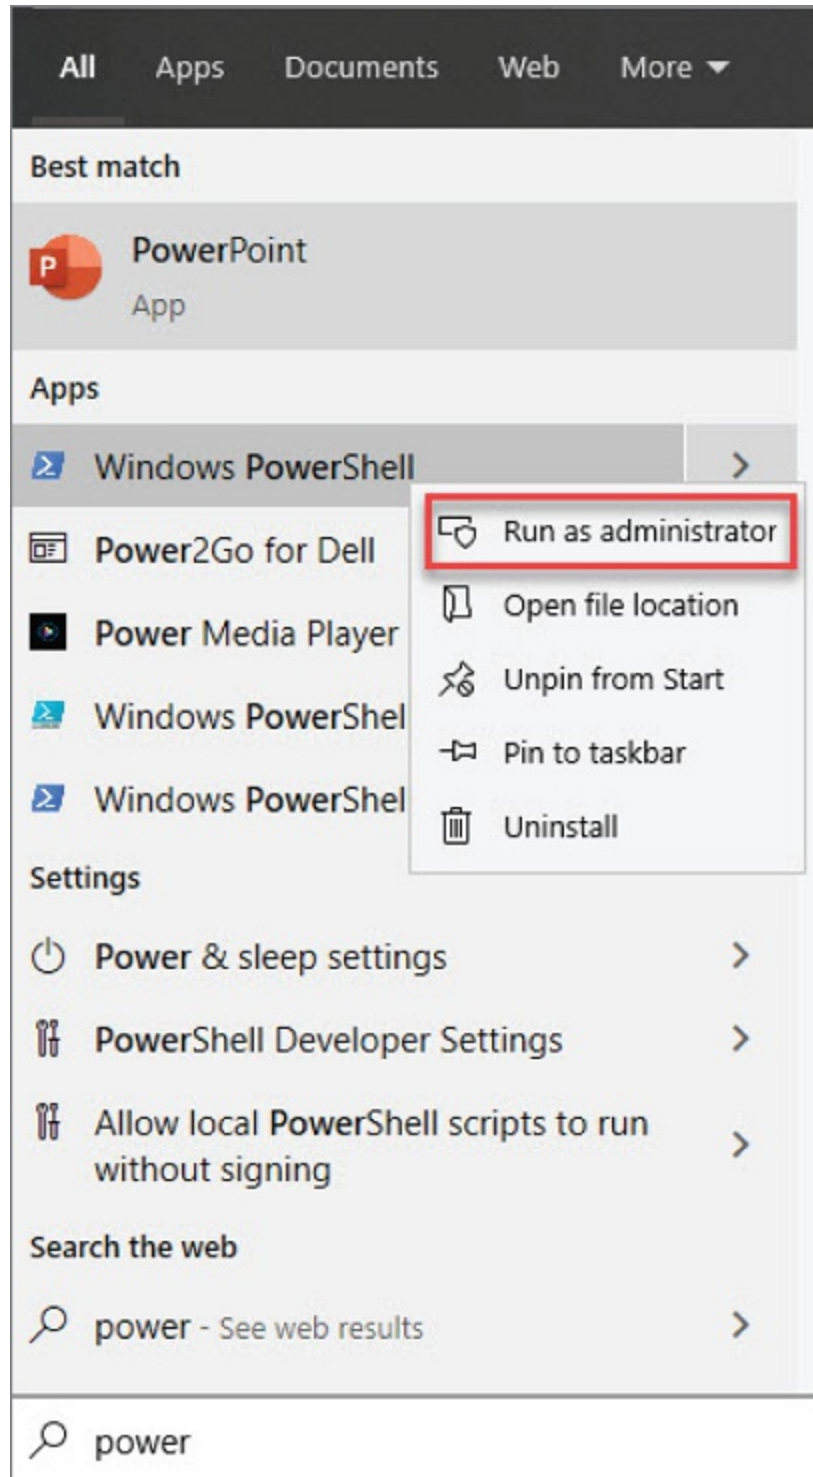 All Apps Documents Web More
Best match
PowerPoint
App
Apps
Windows PowerShell
Run as administrator
Power2Go for Dell
Open file location
Power Media Player
Unpin from Start
Windows PowerShel
Pin to taskbar
Windows PowerShel
Uninstall
Settings
Power & sleep settings
PowerShell Developer Settings
Allow local PowerShell scripts to run
without signing
Search the web
power - See web results
power